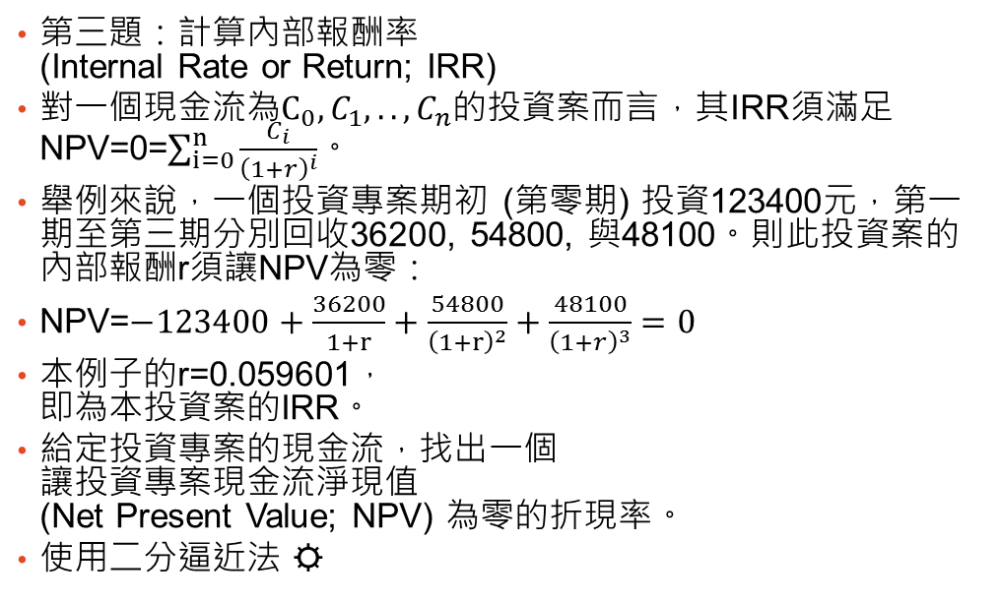 • 第三題：計算內部報酬率
(Internal Rate or Return; IRR)
• 對一個現金流為C₀, C₁, . . , Cₙ的投資案而言，其IRR須滿足
NPV=0=∑ⁿᵢ₌₀ Cᵢ/(1+r)ⁱ。
• 舉例來說，一個投資專案期初 (第零期) 投資123400元，第一
期至第三期分別回收36200, 54800, 與48100。則此投資案的
內部報酬r須讓NPV為零：
• NPV=−123400 + 36200/1+r + 54800/(1+r)² + 48100/(1+r)³ = 0
• 本例子的r=0.059601，
即為本投資案的IRR。
• 給定投資專案的現金流，找出一個
讓投資專案現金流淨現值
(Net Present Value; NPV) 為零的折現率。
• 使用二分逼近法